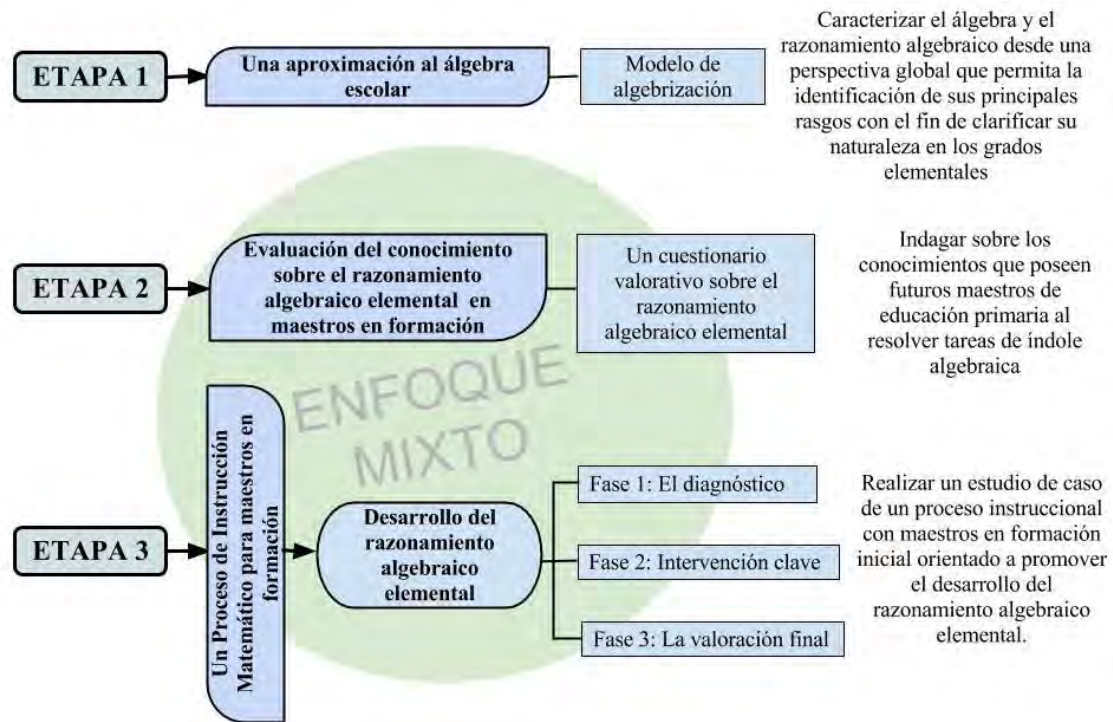 ETAPA 1
Una aproximación al álgebra
escolar
Modelo de
algebrización
Caracterizar el álgebra y el
razonamiento algebraico desde una
perspectiva global que permita la
identificación de sus principales
rasgos con el fin de clarificar su
naturaleza en los grados
elementales
ETAPA 2
Evaluación del conocimiento
sobre el razonamiento
algebraico elemental en
maestros en formación
Un cuestionario
valorativo sobre el
razonamiento
algebraico elemental
Indagar sobre los
conocimientos que poseen
futuros maestros de
educación primaria al
resolver tareas de índole
algebraica
ENFOQUE
MIXTO
ETAPA 3
Un Proceso de Instrucción
Matemático para maestros en
formación
Desarrollo del
razonamiento
algebraico
elemental
Fase 1: El diagnóstico
Fase 2: Intervención clave
Fase 3: La valoración final
Realizar un estudio de caso
de un proceso instruccional
con maestros en formación
inicial orientado a promover
el desarrollo del
razonamiento algebraico
elemental.